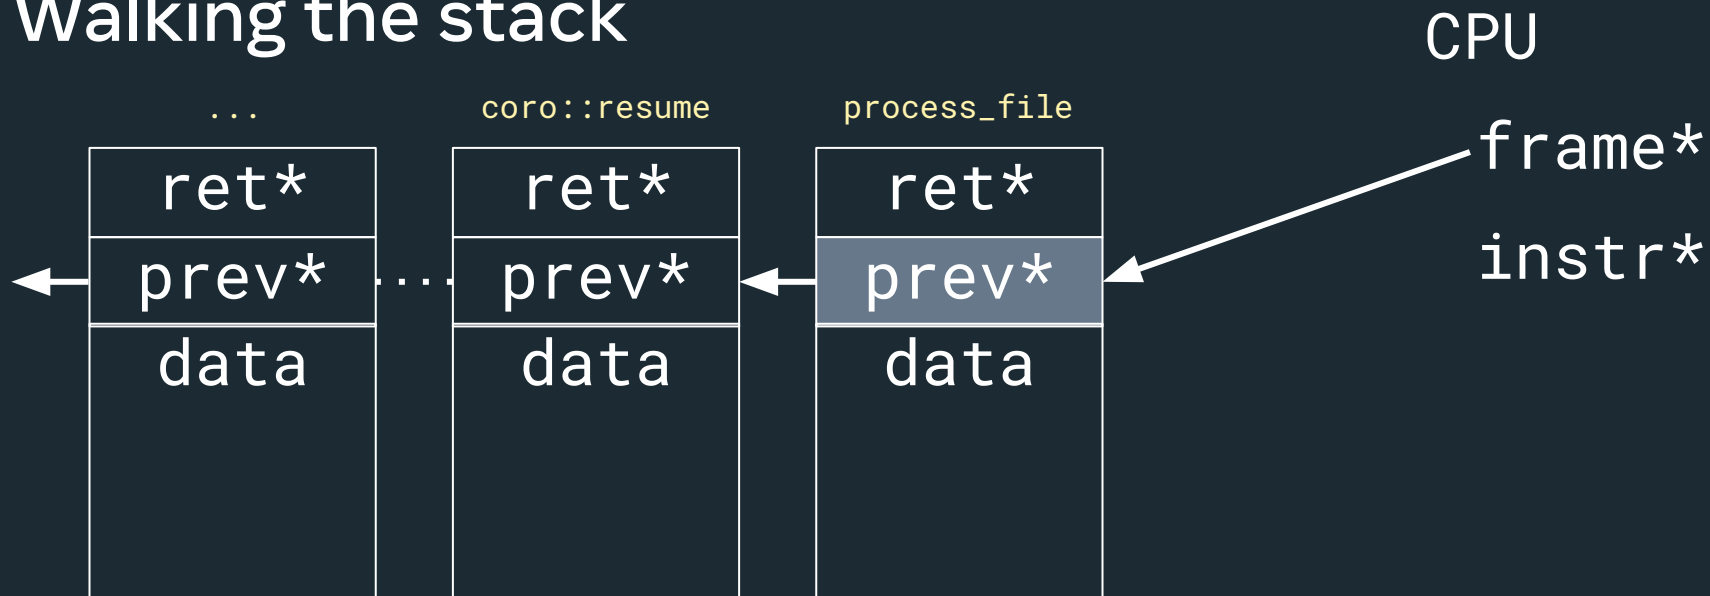 Walking the stack
CPU
... coro::resume process_file
ret* ret* ret* frame*
prev* prev* prev* instr*
data data data